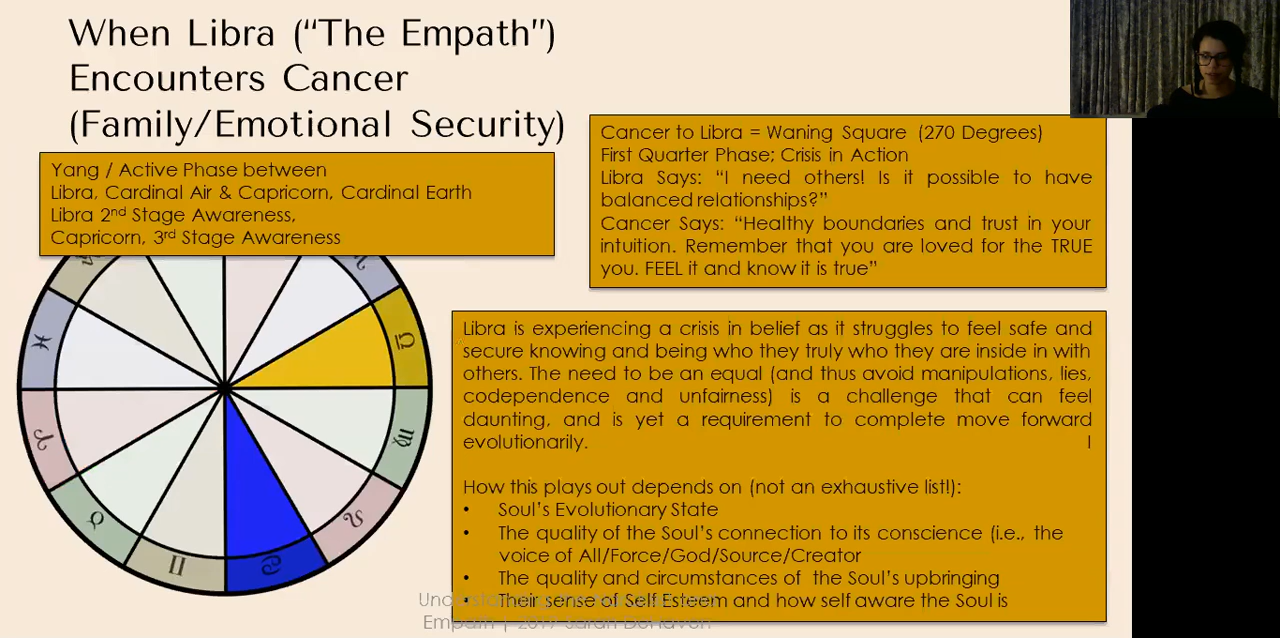 When Libra (“The Empath”)
Encounters Cancer
(Family/Emotional Security)
Yang / Active Phase between
Libra, Cardinal Air & Capricorn, Cardinal Earth
Libra 2nd Stage Awareness,
Capricorn, 3rd Stage Awareness
Cancer to Libra = Waning Square (270 Degrees)
First Quarter Phase; Crisis in Action
Libra Says: “I need others! Is it possible to have
balanced relationships?”
Cancer Says: “Healthy boundaries and trust in your
intuition. Remember that you are loved for the TRUE
you. FEEL it and know it is true”
Libra is experiencing a crisis in belief as it struggles to feel safe and
secure knowing and being who they truly who they are inside in with
others. The need to be an equal (and thus avoid manipulations, lies,
codependence and unfairness) is a challenge that can feel
daunting, and is yet a requirement to complete move forward
evolutionarily.
How this plays out depends on (not an exhaustive list!):
• Soul’s Evolutionary State
• The quality of the Soul’s connection to its conscience (i.e., the
voice of All/Force/God/Source/Creator
• The quality and circumstances of the Soul’s upbringing
• Their sense of Self Esteem and how self aware the Soul is
Empath | 2019 Sarah Donavon